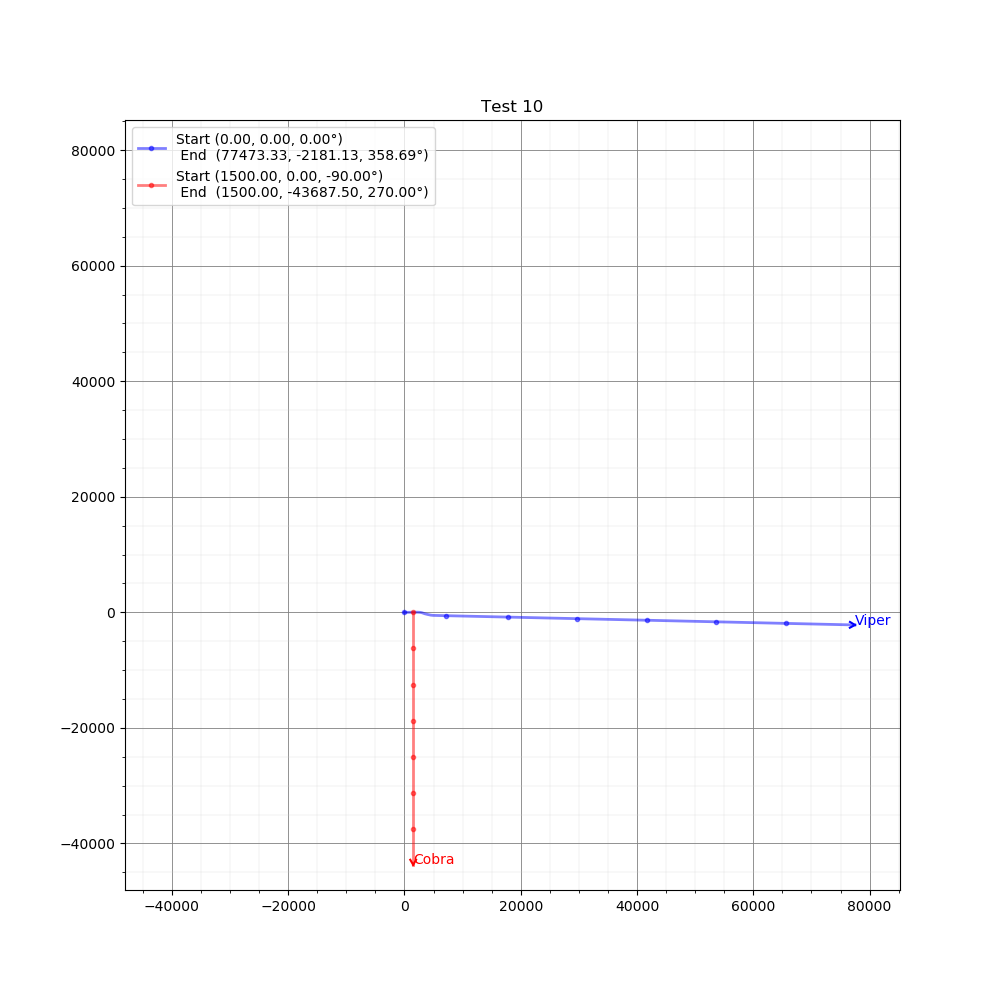 Test 10
Start (0.00, 0.00, 0.00°)
End  (77473.33, -2181.13, 358.69°)
Start (1500.00, 0.00, -90.00°)
End  (1500.00, -43687.50, 270.00°)
80000
60000
40000
20000
0
−20000
−40000
Viper
Cobra
−40000 −20000 0 20000 40000 60000 80000